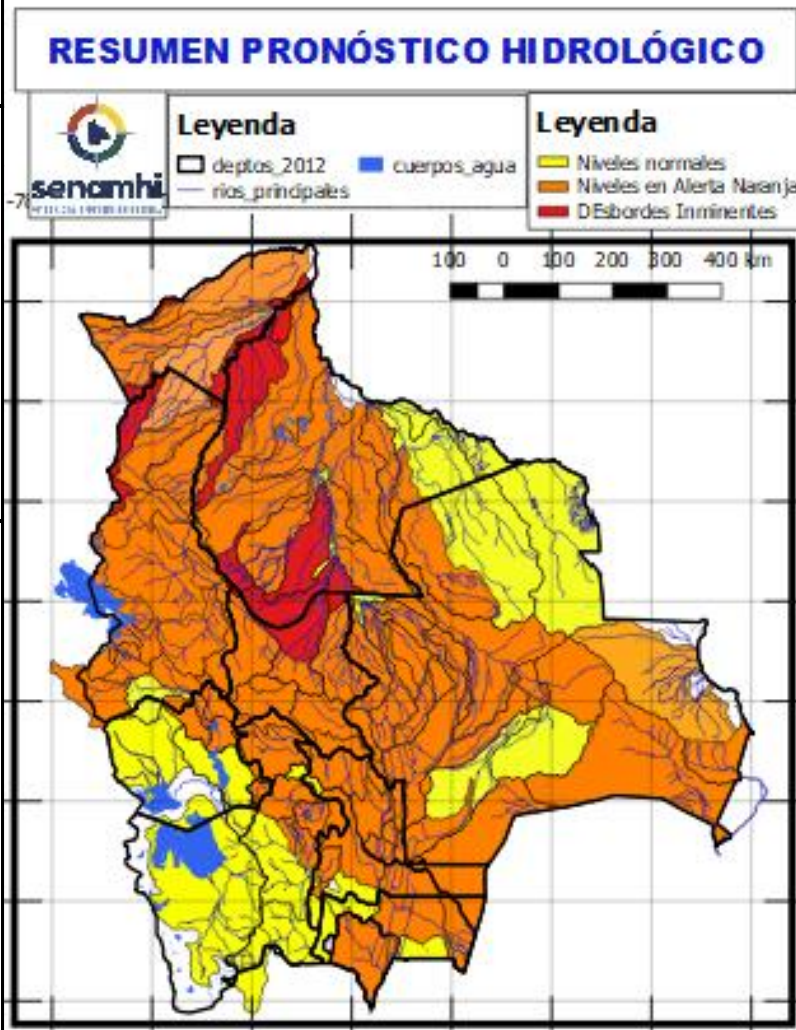 RESUMEN PRONÓSTICO HIDROLÓGICO
senamhi
Leyenda
deptos_2012
cuerpos_agua
rios_principales
Leyenda
Niveles normales
Niveles en Alerta Naranja
DEsbordes Inminentes
100 0 100 200 300 400 km